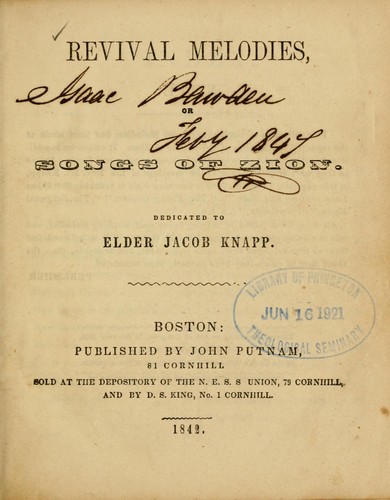 REVIVAL MELODIES,
Isaac Bawden
OR
Feby 1847
SONGS OF ZION.
DEDICATED TO
ELDER JACOB KNAPP.
LIBRARY OF PRINCETON
JUN 16 1921
THEOLOGICAL SEMINARY
BOSTON:
PUBLISHED BY JOHN PUTNAM,
81 CORNHILL
SOLD AT THE DEPOSITORY OF THE N. E. S. S UNION, 79 CORNHILL,
AND BY D. S. KING, No. 1 CORNHILL.
1842.